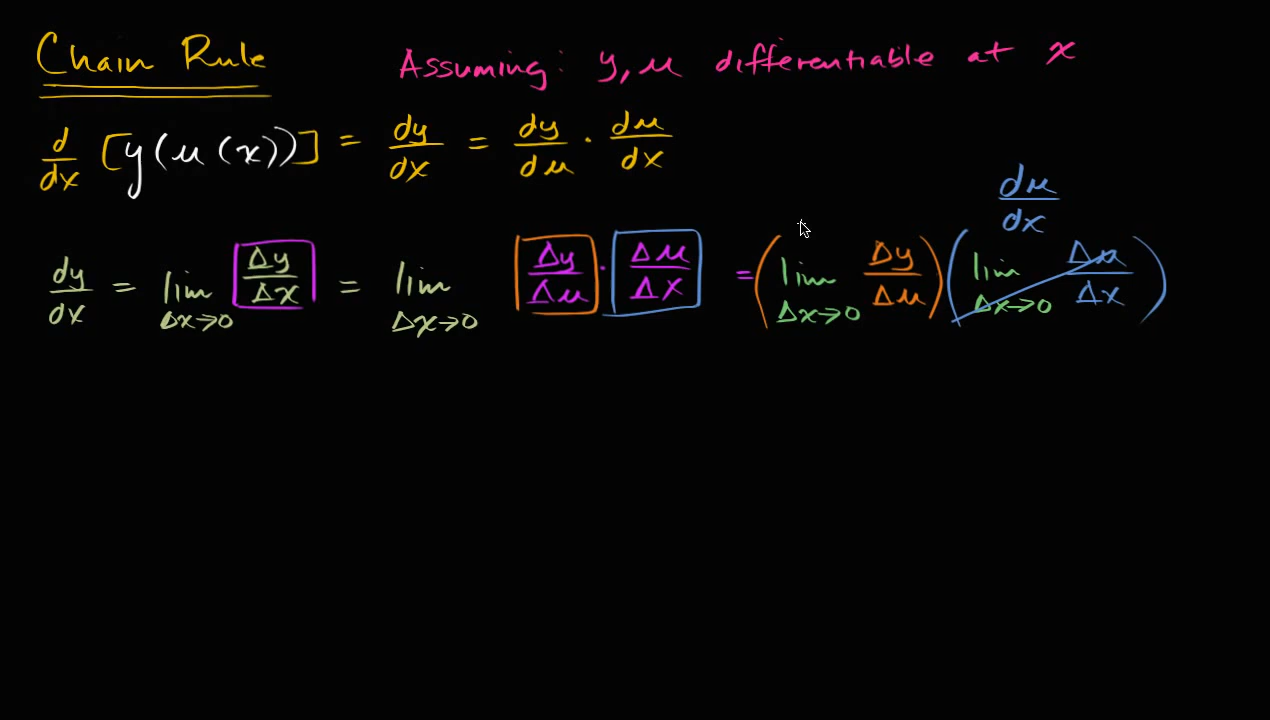 Chain Rule Assuming: y, u differentiable at x
d/dx [y(u(x))] = dy/dx = dy/du · du/dx
du/dx
dy/dx = lim Δx→0 Δy/Δx = lim Δx→0 Δy/Δu · Δu/Δx = (lim Δx→0 Δy/Δu) (lim Δx→0 Δu/Δx)